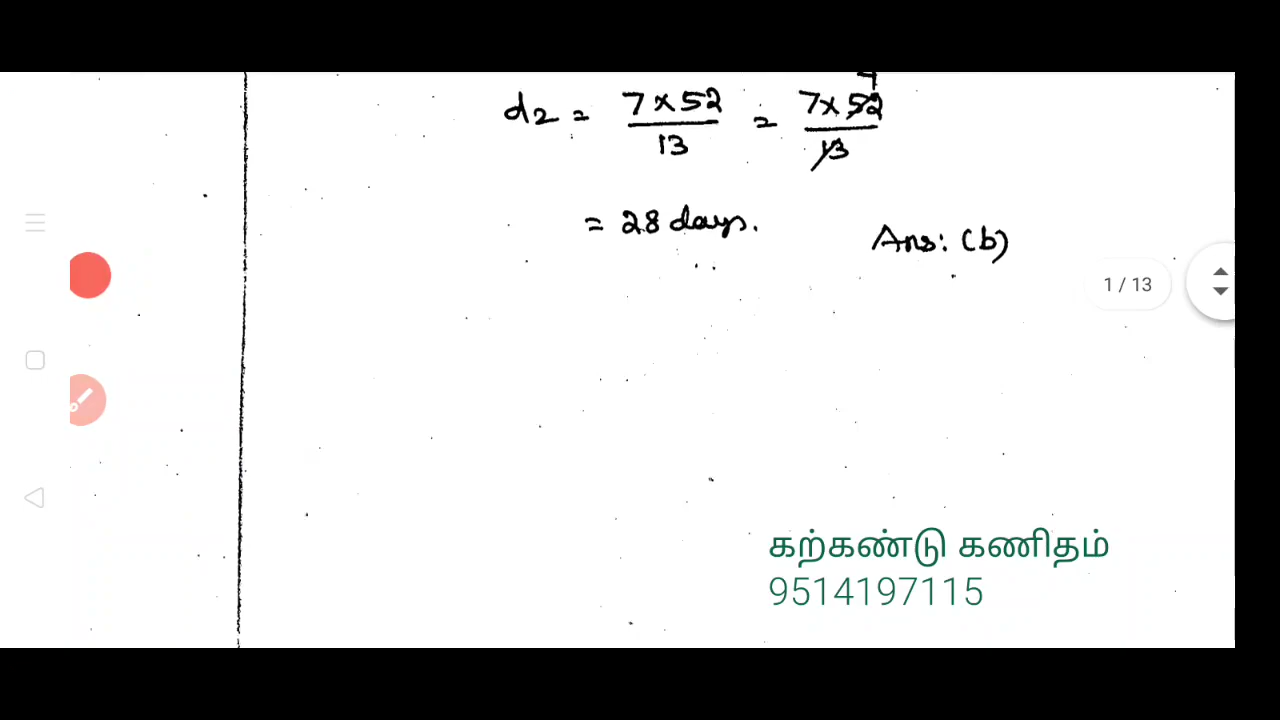 4
d2 = 7 x 52 / 13 = 7 x 52 / 13
= 28 days.
Ans: (b)
1 / 13
கற்கண்டு கணிதம்
9514197115